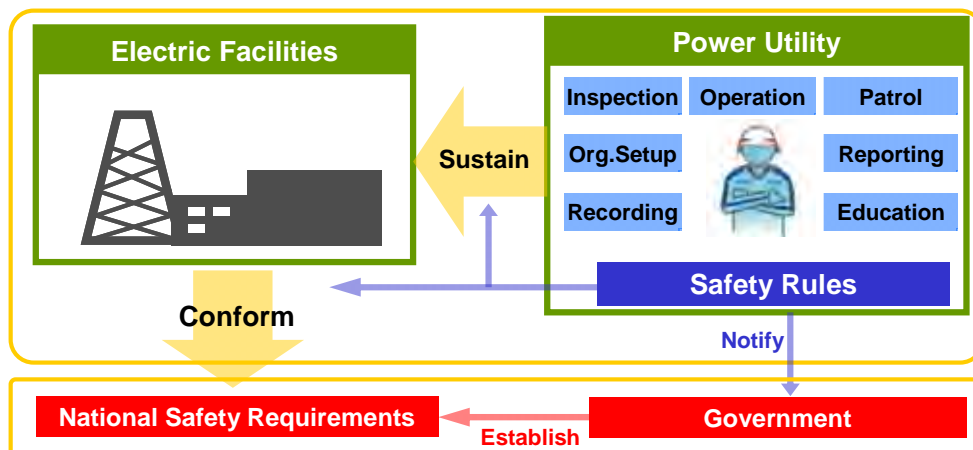 Electric Facilities
Power Utility
Inspection
Operation
Patrol
Org.Setup
Reporting
Recording
Education
Sustain
Safety Rules
Conform
Notify
National Safety Requirements
Establish
Government